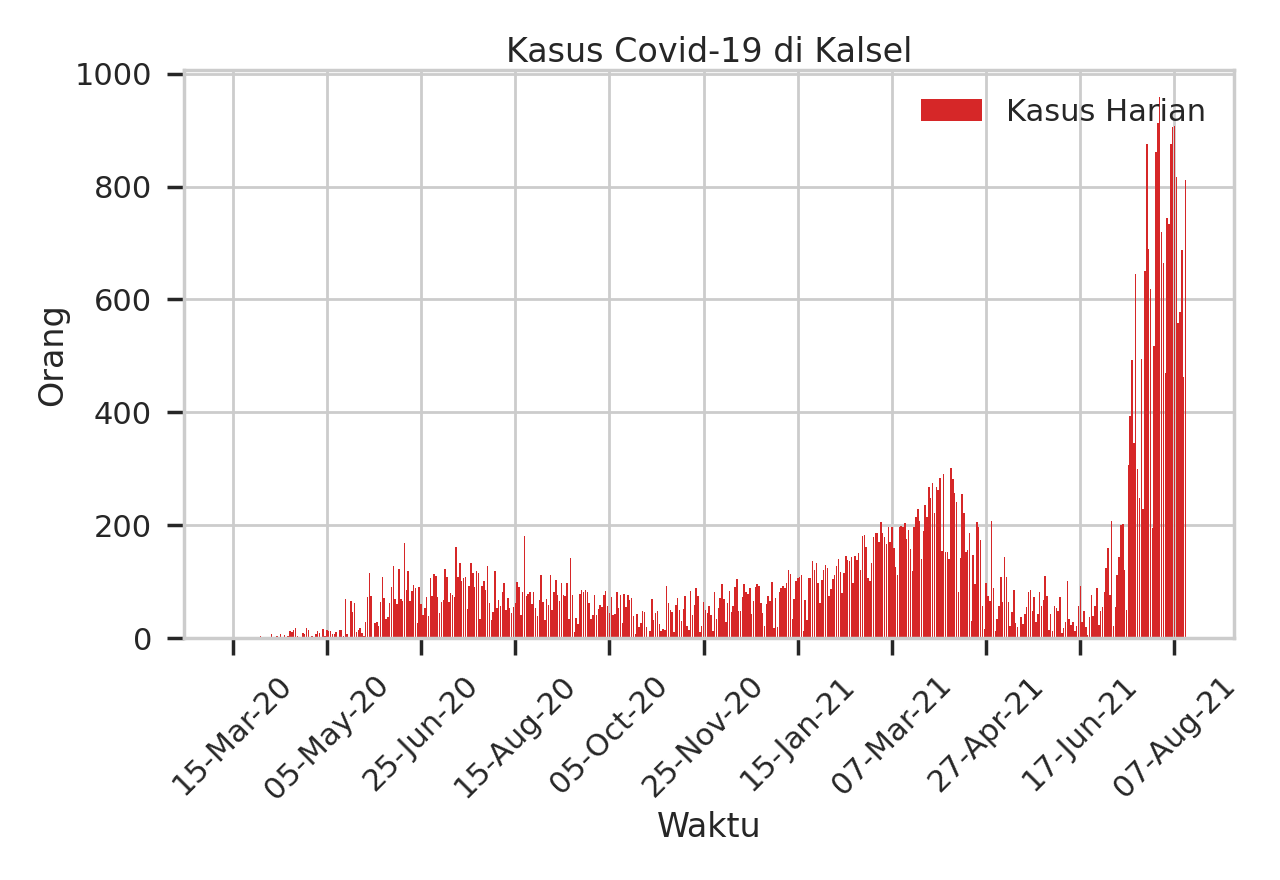 Kasus Covid-19 di Kalsel
Kasus Harian
1000
800
600
400
200
0
Orang
15-Mar-20
05-May-20
25-Jun-20
15-Aug-20
05-Oct-20
25-Nov-20
15-Jan-21
07-Mar-21
27-Apr-21
17-Jun-21
07-Aug-21
Waktu